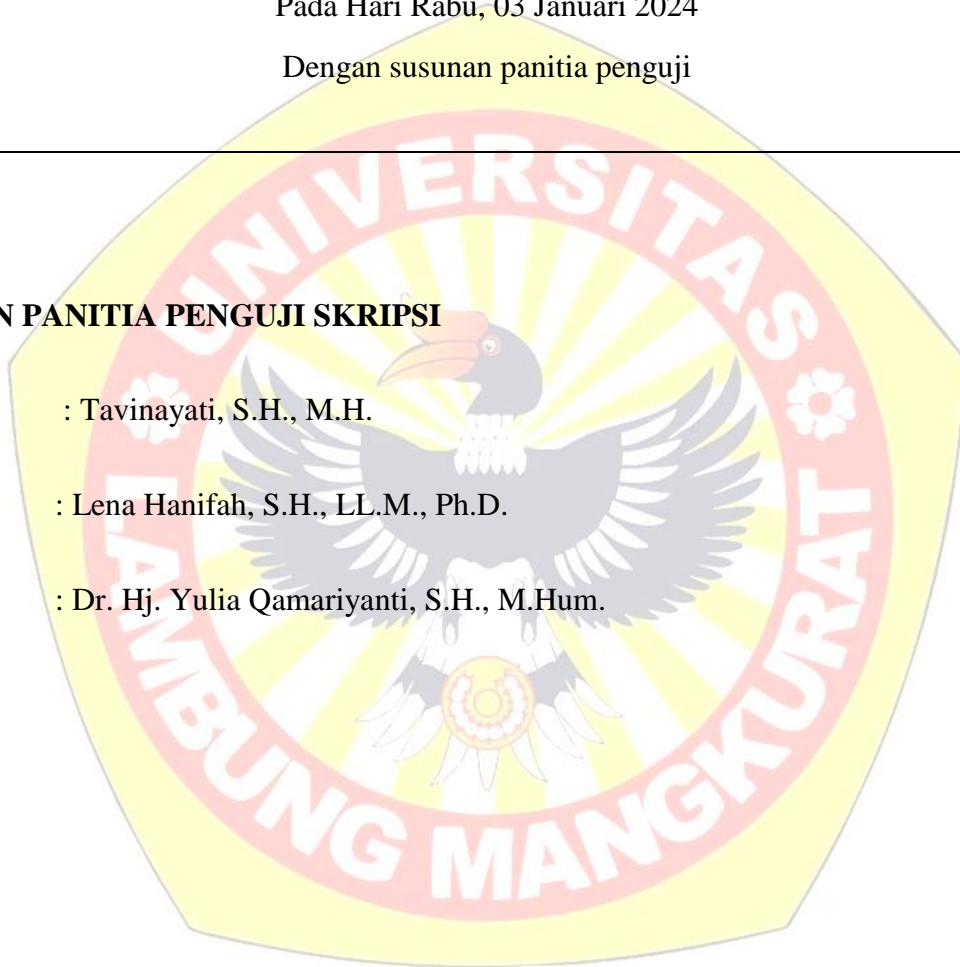 Pada Hari Rabu, 03 Januari 2024
Dengan susunan panitia penguji
N PANITIA PENGUJI SKRIPSI
: Tavinayati, S.H., M.H.
: Lena Hanifah, S.H., LL.M., Ph.D.
: Dr. Hj. Yulia Qamariyanti, S.H., M.Hum.
UNIVERSITAS
LAMBUNG MANGKURAT